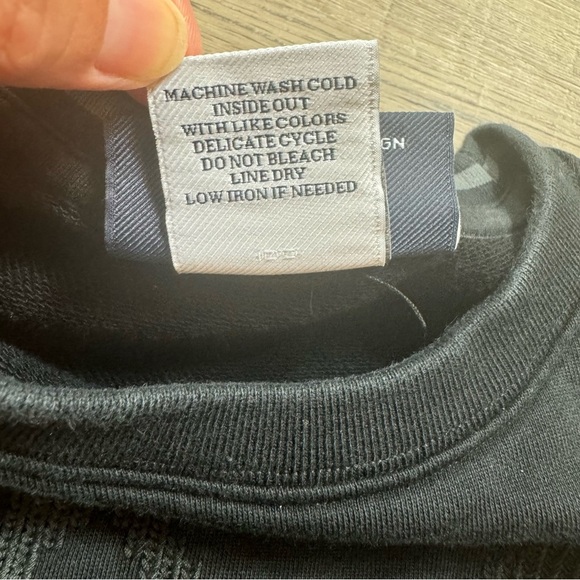 MACHINE WASH COLD
INSIDE OUT
WITH LIKE COLORS
DELICATE CYCLE
DO NOT BLEACH
LINE DRY
LOW IRON IF NEEDED
GN